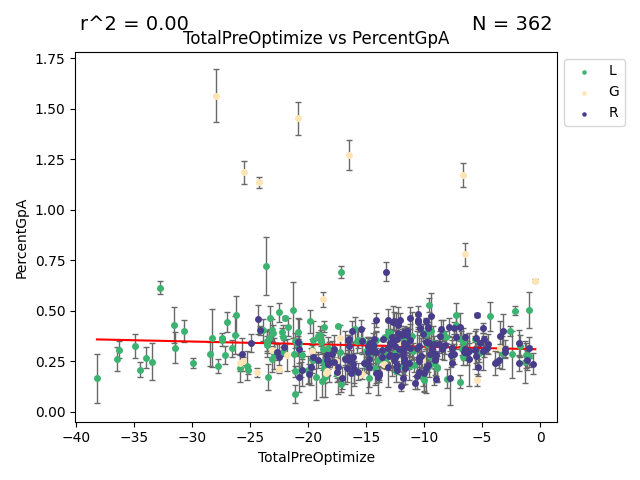 r^2 = 0.00
N = 362
TotalPreOptimize vs PercentGpA
1.75
1.50
1.25
1.00
0.75
0.50
0.25
0.00
PercentGpA
−40
−35
−30
−25
−20
−15
−10
−5
0
TotalPreOptimize
L
G
R